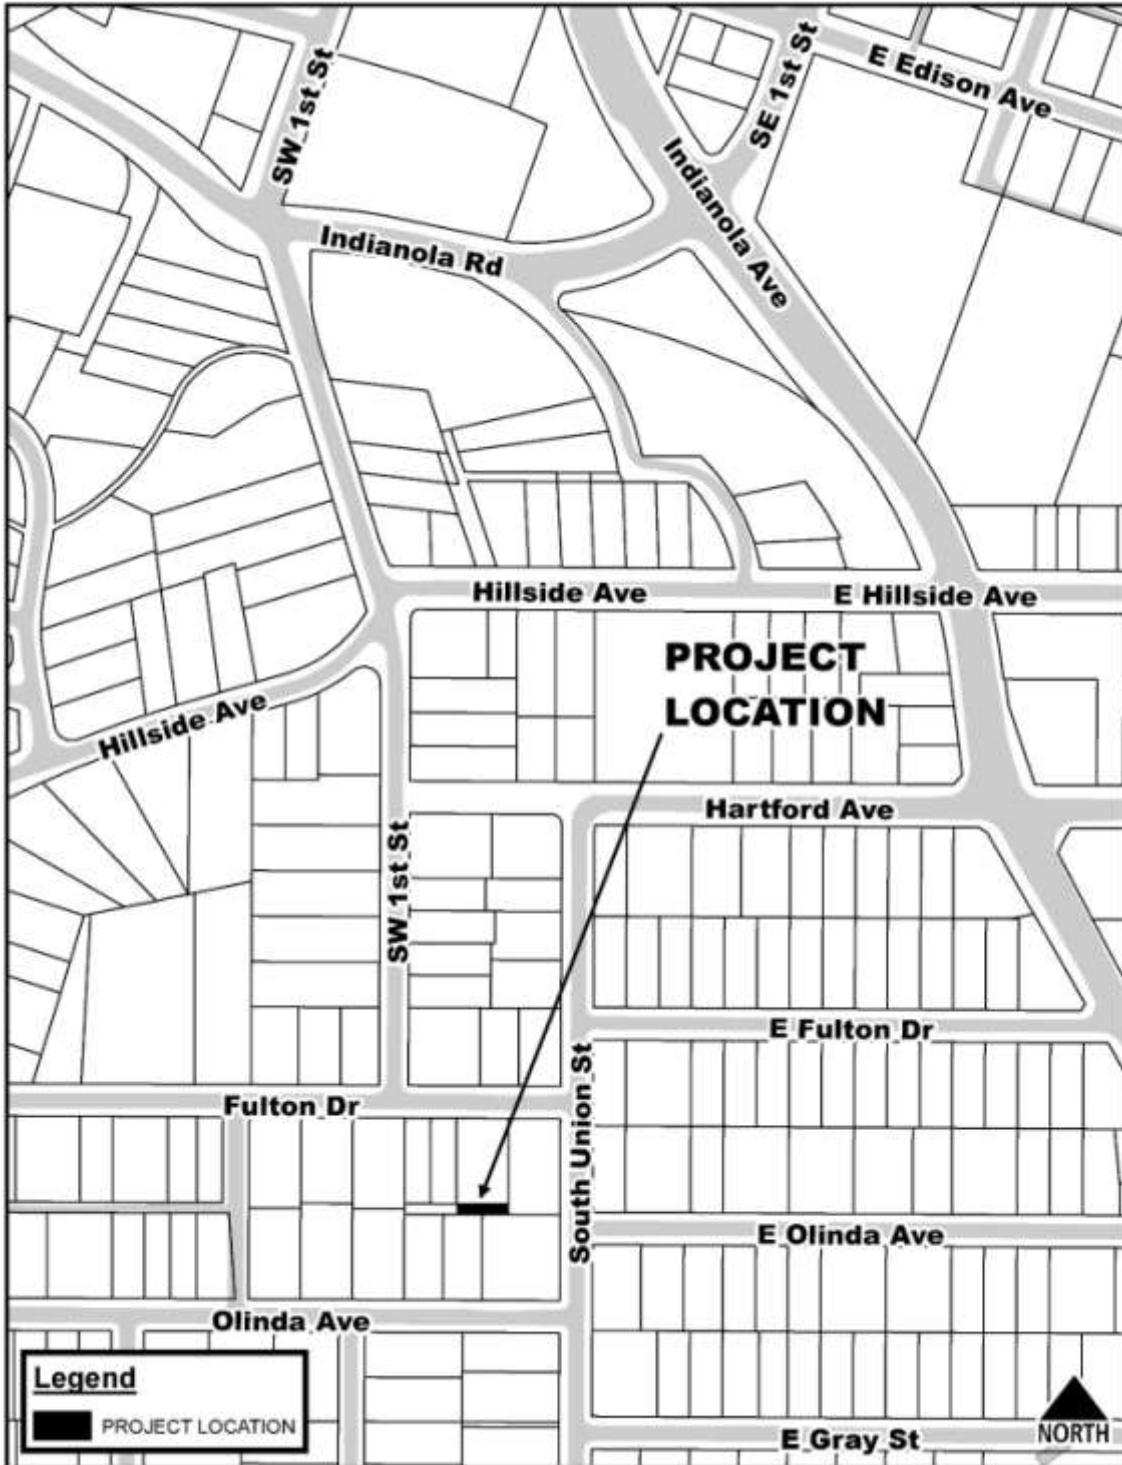 SW 1st St
SE 1st St
E Edison Ave
Indianola Rd
Indianola Ave
Hillside Ave
E Hillside Ave
PROJECT
LOCATION
Hillside Ave
Hartford Ave
SW 1st St
E Fulton Dr
Fulton Dr
South Union St
E Olinda Ave
Olinda Ave
Legend
PROJECT LOCATION
E Gray St
NORTH